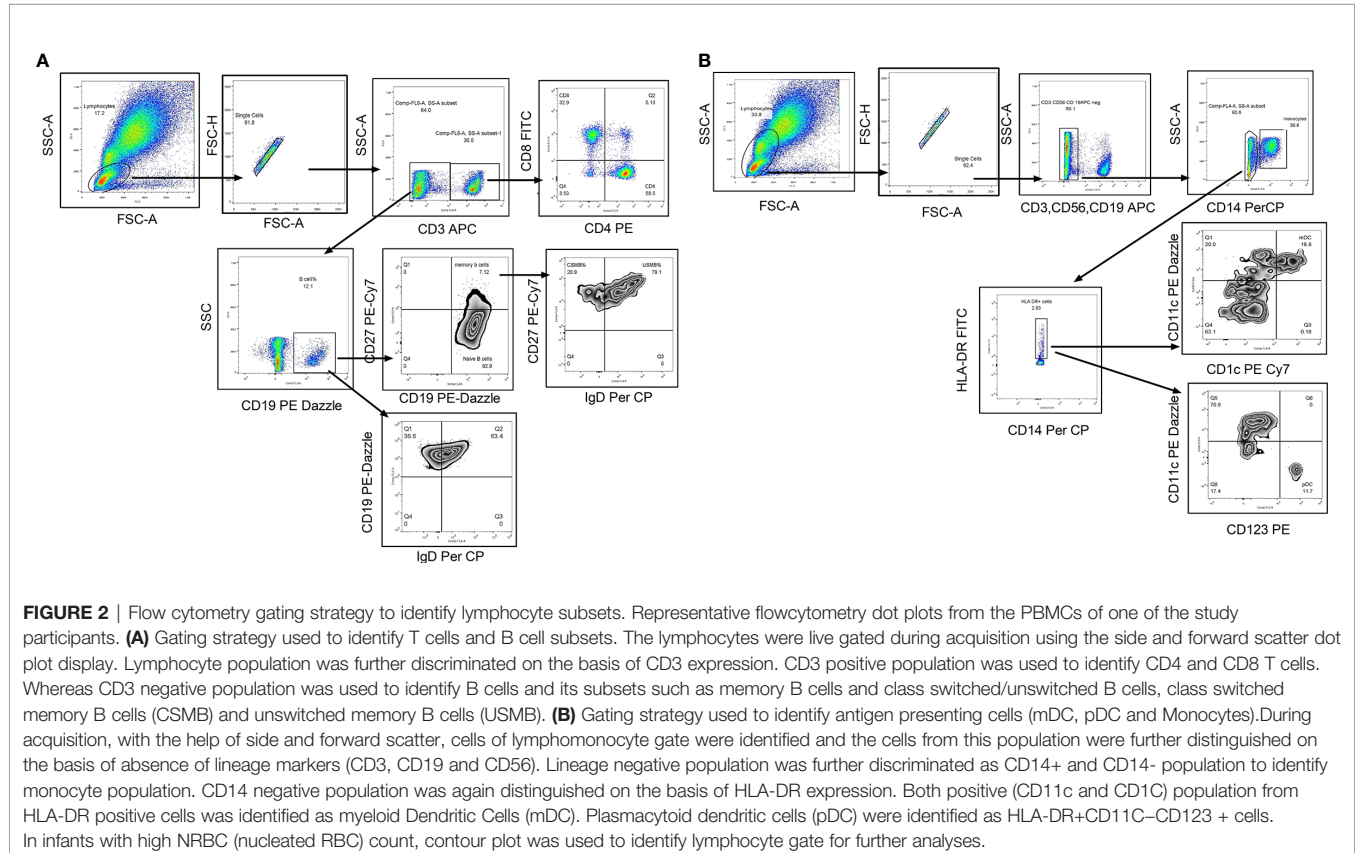 A
B
SSC-A
Lymphocytes
17.2
FSC-A
FSC-H
Single Cells
91.8
FSC-A
SSC-A
Comp-FL6-A, SS-A subset
64.0
Comp-FL6-A, SS-A subset-1
36.0
CD3 APC
CD8 FITC
CD8
32.9
Q2
5.13
Q4
3.53
CD4
58.5
CD4 PE
SSC
B cell%
12.1
CD19 PE Dazzle
CD27 PE-Cy7
Q1
0
memory b cells
7.12
Q4
0
Naive B cells
92.9
CD19 PE-Dazzle
CD27 PE-Cy7
CSMB%
20.9
USMB%
79.1
Q4
0
Q3
0
IgD Per CP
CD19 PE-Dazzle
Q1
36.6
Q2
63.4
Q4
0
Q3
0
IgD Per CP
SSC-A
Lymphocytes
33.8
FSC-A
FSC-H
Single Cells
92.4
FSC-A
SSC-A
CD3 CD56 CD 19APC neg
80.1
CD3,CD56,CD19 APC
SSC-A
Comp-FL4-A, SS-A subset
60.6
monocytes
36.6
CD14 PerCP
HLA-DR FITC
HLA DR+ cells
2.83
CD14 Per CP
CD11c PE Dazzle
Q1
20.0
mDC
16.8
Q4
63.1
Q3
0.18
CD1c PE Cy7
CD11c PE Dazzle
Q5
70.9
Q6
0
Q8
17.4
pDC
11.7
CD123 PE
FIGURE 2 | Flow cytometry gating strategy to identify lymphocyte subsets. Representative flowcytometry dot plots from the PBMCs of one of the study
participants. (A) Gating strategy used to identify T cells and B cell subsets. The lymphocytes were live gated during acquisition using the side and forward scatter dot
plot display. Lymphocyte population was further discriminated on the basis of CD3 expression. CD3 positive population was used to identify CD4 and CD8 T cells.
Whereas CD3 negative population was used to identify B cells and its subsets such as memory B cells and class switched/unswitched B cells, class switched
memory B cells (CSMB) and unswitched memory B cells (USMB). (B) Gating strategy used to identify antigen presenting cells (mDC, pDC and Monocytes).During
acquisition, with the help of side and forward scatter, cells of lymphomonocyte gate were identified and the cells from this population were further distinguished on
the basis of absence of lineage markers (CD3, CD19 and CD56). Lineage negative population was further discriminated as CD14+ and CD14- population to identify
monocyte population. CD14 negative population was again distinguished on the basis of HLA-DR expression. Both positive (CD11c and CD1C) population from
HLA-DR positive cells was identified as myeloid Dendritic Cells (mDC). Plasmacytoid dendritic cells (pDC) were identified as HLA-DR+CD11C–CD123 + cells.
In infants with high NRBC (nucleated RBC) count, contour plot was used to identify lymphocyte gate for further analyses.